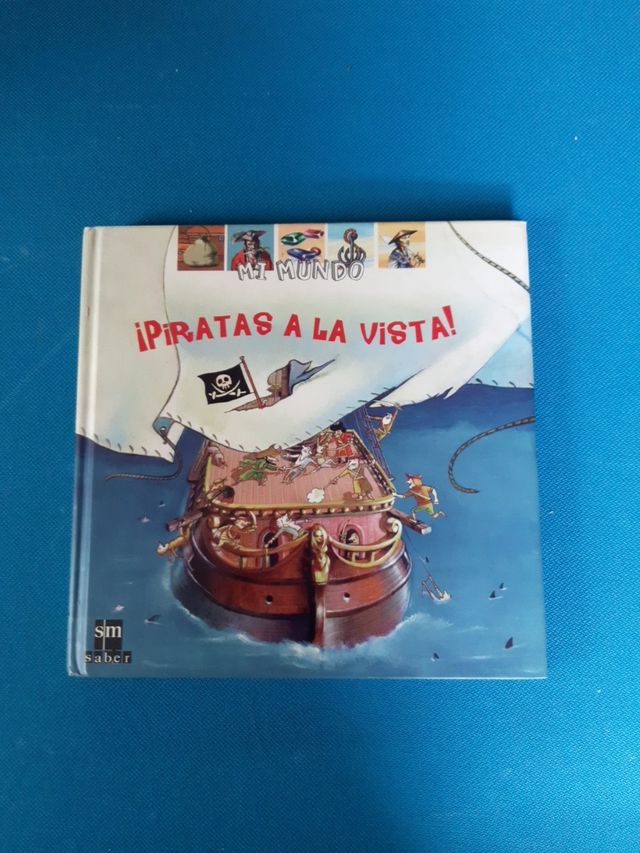 MI MUNDO
¡PIRATAS A LA VISTA!
sm
saber